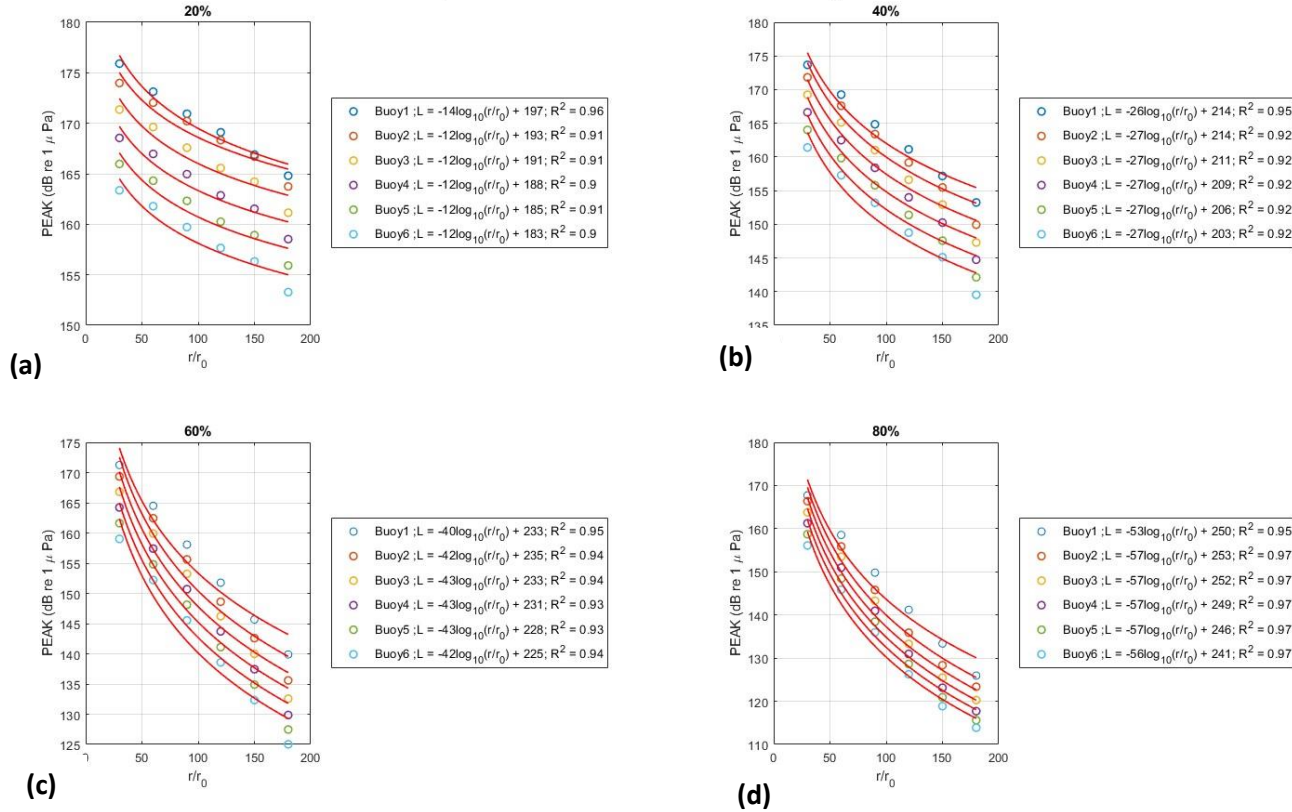 20%
PEAK (dB re 1 μ Pa)
180
175
170
165
160
155
150
0 50 100 150 200
r/r0
Buoy1 ;L = -14log10(r/r0) + 197; R2 = 0.96
Buoy2 ;L = -12log10(r/r0) + 193; R2 = 0.91
Buoy3 ;L = -12log10(r/r0) + 191; R2 = 0.91
Buoy4 ;L = -12log10(r/r0) + 188; R2 = 0.9
Buoy5 ;L = -12log10(r/r0) + 185; R2 = 0.91
Buoy6 ;L = -12log10(r/r0) + 183; R2 = 0.9
(a)
40%
PEAK (dB re 1 μ Pa)
180
175
170
165
160
155
150
145
140
135
50 100 150 200
r/r0
Buoy1 ;L = -26log10(r/r0) + 214; R2 = 0.95
Buoy2 ;L = -27log10(r/r0) + 214; R2 = 0.92
Buoy3 ;L = -27log10(r/r0) + 211; R2 = 0.92
Buoy4 ;L = -27log10(r/r0) + 209; R2 = 0.92
Buoy5 ;L = -27log10(r/r0) + 206; R2 = 0.92
Buoy6 ;L = -27log10(r/r0) + 203; R2 = 0.92
(b)
60%
PEAK (dB re 1 μ Pa)
175
170
165
160
155
150
145
140
135
130
125
50 100 150 200
r/r0
Buoy1 ;L = -40log10(r/r0) + 233; R2 = 0.95
Buoy2 ;L = -42log10(r/r0) + 235; R2 = 0.94
Buoy3 ;L = -43log10(r/r0) + 233; R2 = 0.94
Buoy4 ;L = -43log10(r/r0) + 231; R2 = 0.93
Buoy5 ;L = -43log10(r/r0) + 228; R2 = 0.93
Buoy6 ;L = -42log10(r/r0) + 225; R2 = 0.94
(c)
80%
PEAK (dB re 1 μ Pa)
180
170
160
150
140
130
120
110
0 50 100 150 200
r/r0
Buoy1 ;L = -53log10(r/r0) + 250; R2 = 0.95
Buoy2 ;L = -57log10(r/r0) + 253; R2 = 0.97
Buoy3 ;L = -57log10(r/r0) + 252; R2 = 0.97
Buoy4 ;L = -57log10(r/r0) + 249; R2 = 0.97
Buoy5 ;L = -57log10(r/r0) + 246; R2 = 0.97
Buoy6 ;L = -56log10(r/r0) + 241; R2 = 0.97
(d)